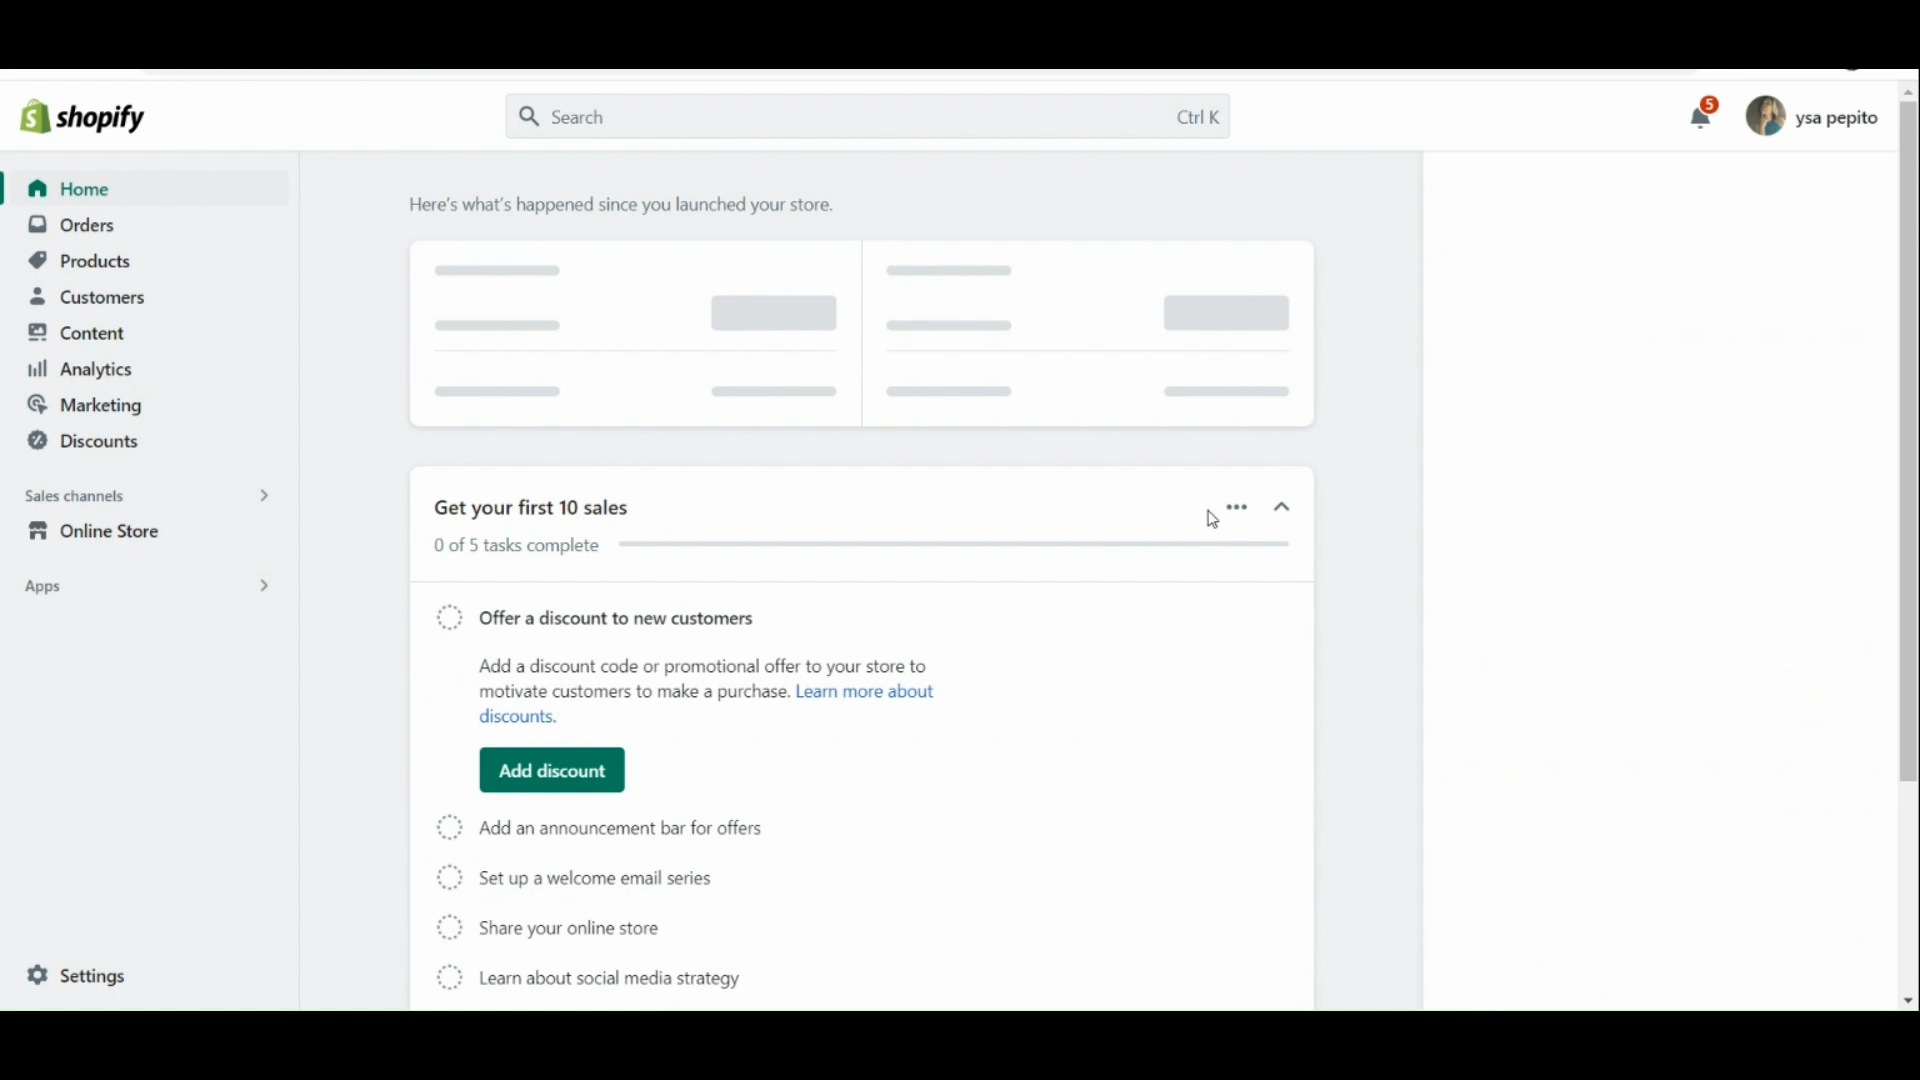 shopify
Search
Ctrl K
5
ysa pepito
Home
Orders
Products
Customers
Content
Analytics
Marketing
Discounts
Sales channels
Online Store
Apps
Settings
Here's what's happened since you launched your store.
Get your first 10 sales
0 of 5 tasks complete
Offer a discount to new customers
Add a discount code or promotional offer to your store to
motivate customers to make a purchase. Learn more about
discounts.
Add discount
Add an announcement bar for offers
Set up a welcome email series
Share your online store
Learn about social media strategy